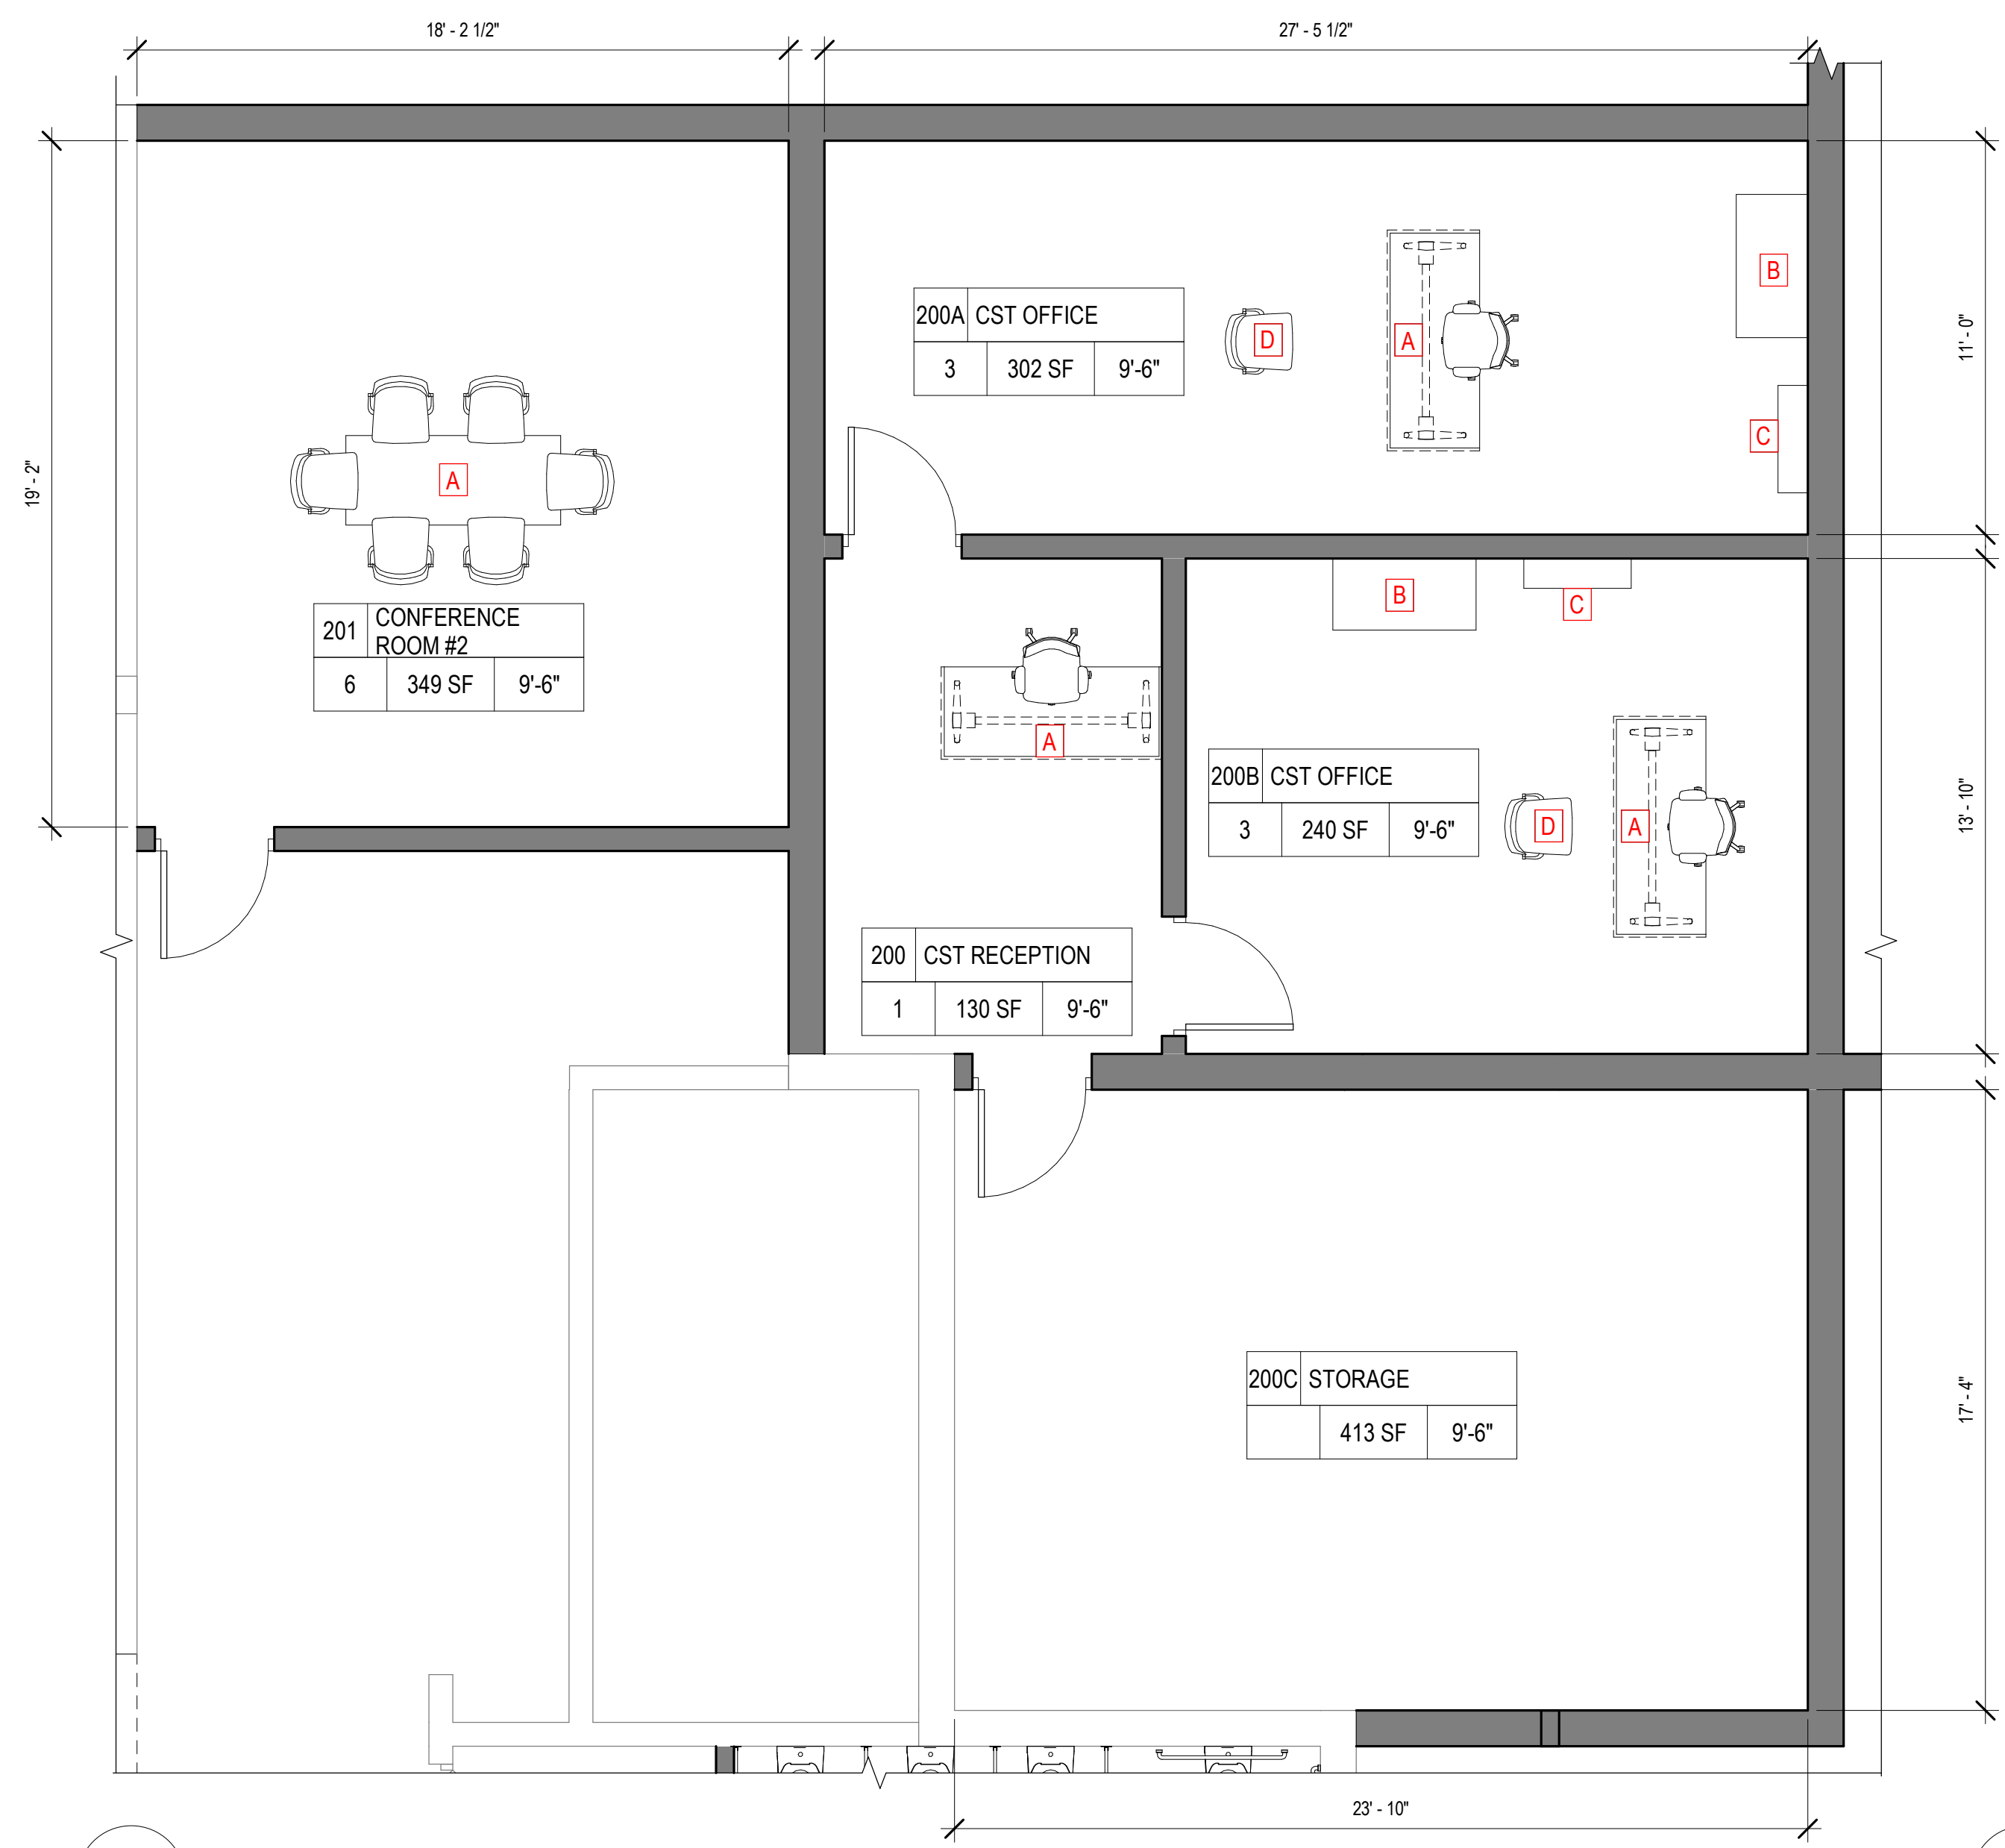 18' - 2 1/2"
27' - 5 1/2"
B
200A CST OFFICE
3 302 SF 9'-6"
D
A
11' - 0"
C
19' - 2"
A
201 CONFERENCE
ROOM #2
6 349 SF 9'-6"
B
C
A
200B CST OFFICE
3 240 SF 9'-6"
D
A
13' - 10"
200 CST RECEPTION
1 130 SF 9'-6"
200C STORAGE
413 SF 9'-6"
17' - 4"
23' - 10"